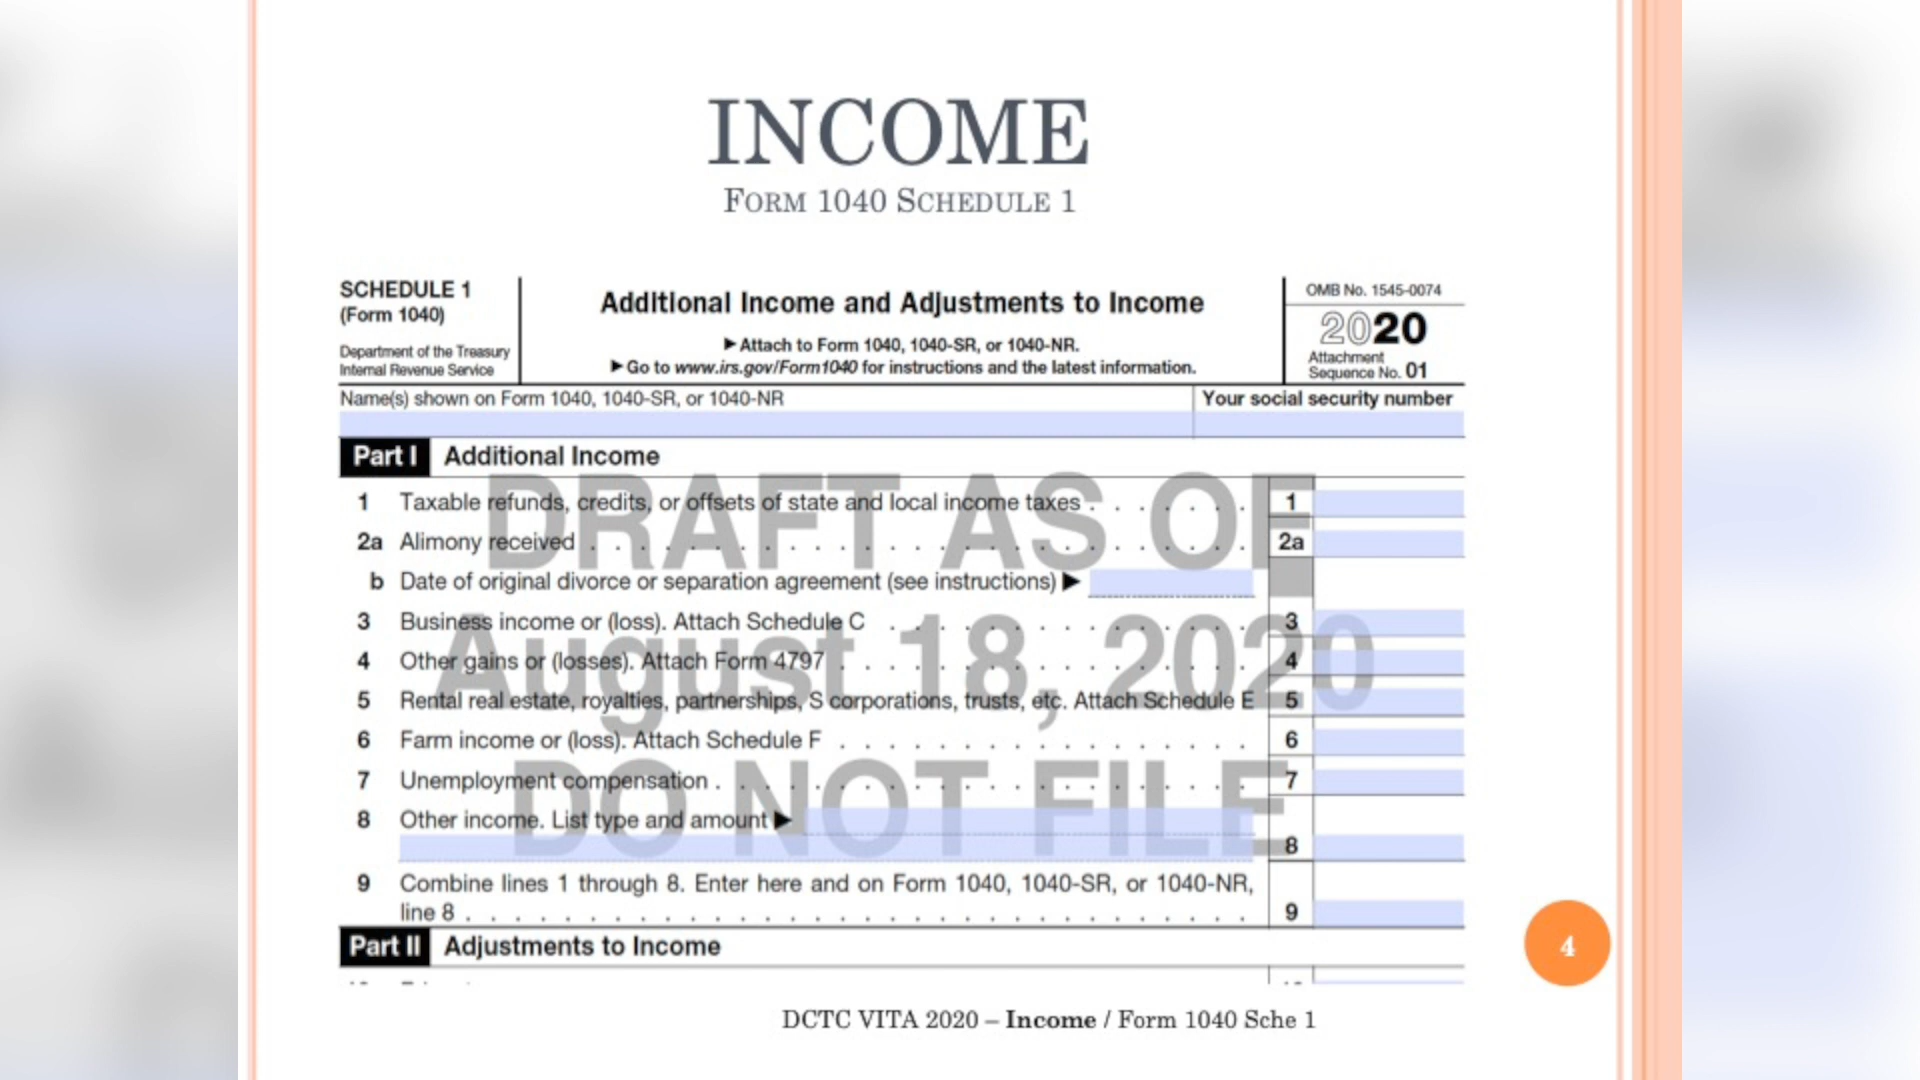 INCOME
FORM 1040 SCHEDULE 1
SCHEDULE 1
(Form 1040)
Department of the Treasury
Internal Revenue Service
Additional Income and Adjustments to Income
▶ Attach to Form 1040, 1040-SR, or 1040-NR.
▶ Go to www.irs.gov/Form1040 for instructions and the latest information.
OMB No. 1545-0074
2020
Attachment
Sequence No. 01
Name(s) shown on Form 1040, 1040-SR, or 1040-NR
Your social security number
Part I Additional Income
DRAFT AS OF
August 18, 2020
DO NOT FILE
1 Taxable refunds, credits, or offsets of state and local income taxes . . . . . . . 1
2a Alimony received . . . . . . . . . . . . . . . . . . . 2a
b Date of original divorce or separation agreement (see instructions) ▶
3 Business income or (loss). Attach Schedule C . . . . . . . . . . . 3
4 Other gains or (losses). Attach Form 4797 . . . . . . . . . . . . 4
5 Rental real estate, royalties, partnerships, S corporations, trusts, etc. Attach Schedule E 5
6 Farm income or (loss). Attach Schedule F . . . . . . . . . . . . 6
7 Unemployment compensation . . . . . . . . . . . . . . . 7
8 Other income. List type and amount ▶
8
9 Combine lines 1 through 8. Enter here and on Form 1040, 1040-SR, or 1040-NR,
line 8 . . . . . . . . . . . . . . . . . . . . . . 9
Part II Adjustments to Income
4
DCTC VITA 2020 – Income / Form 1040 Sche 1